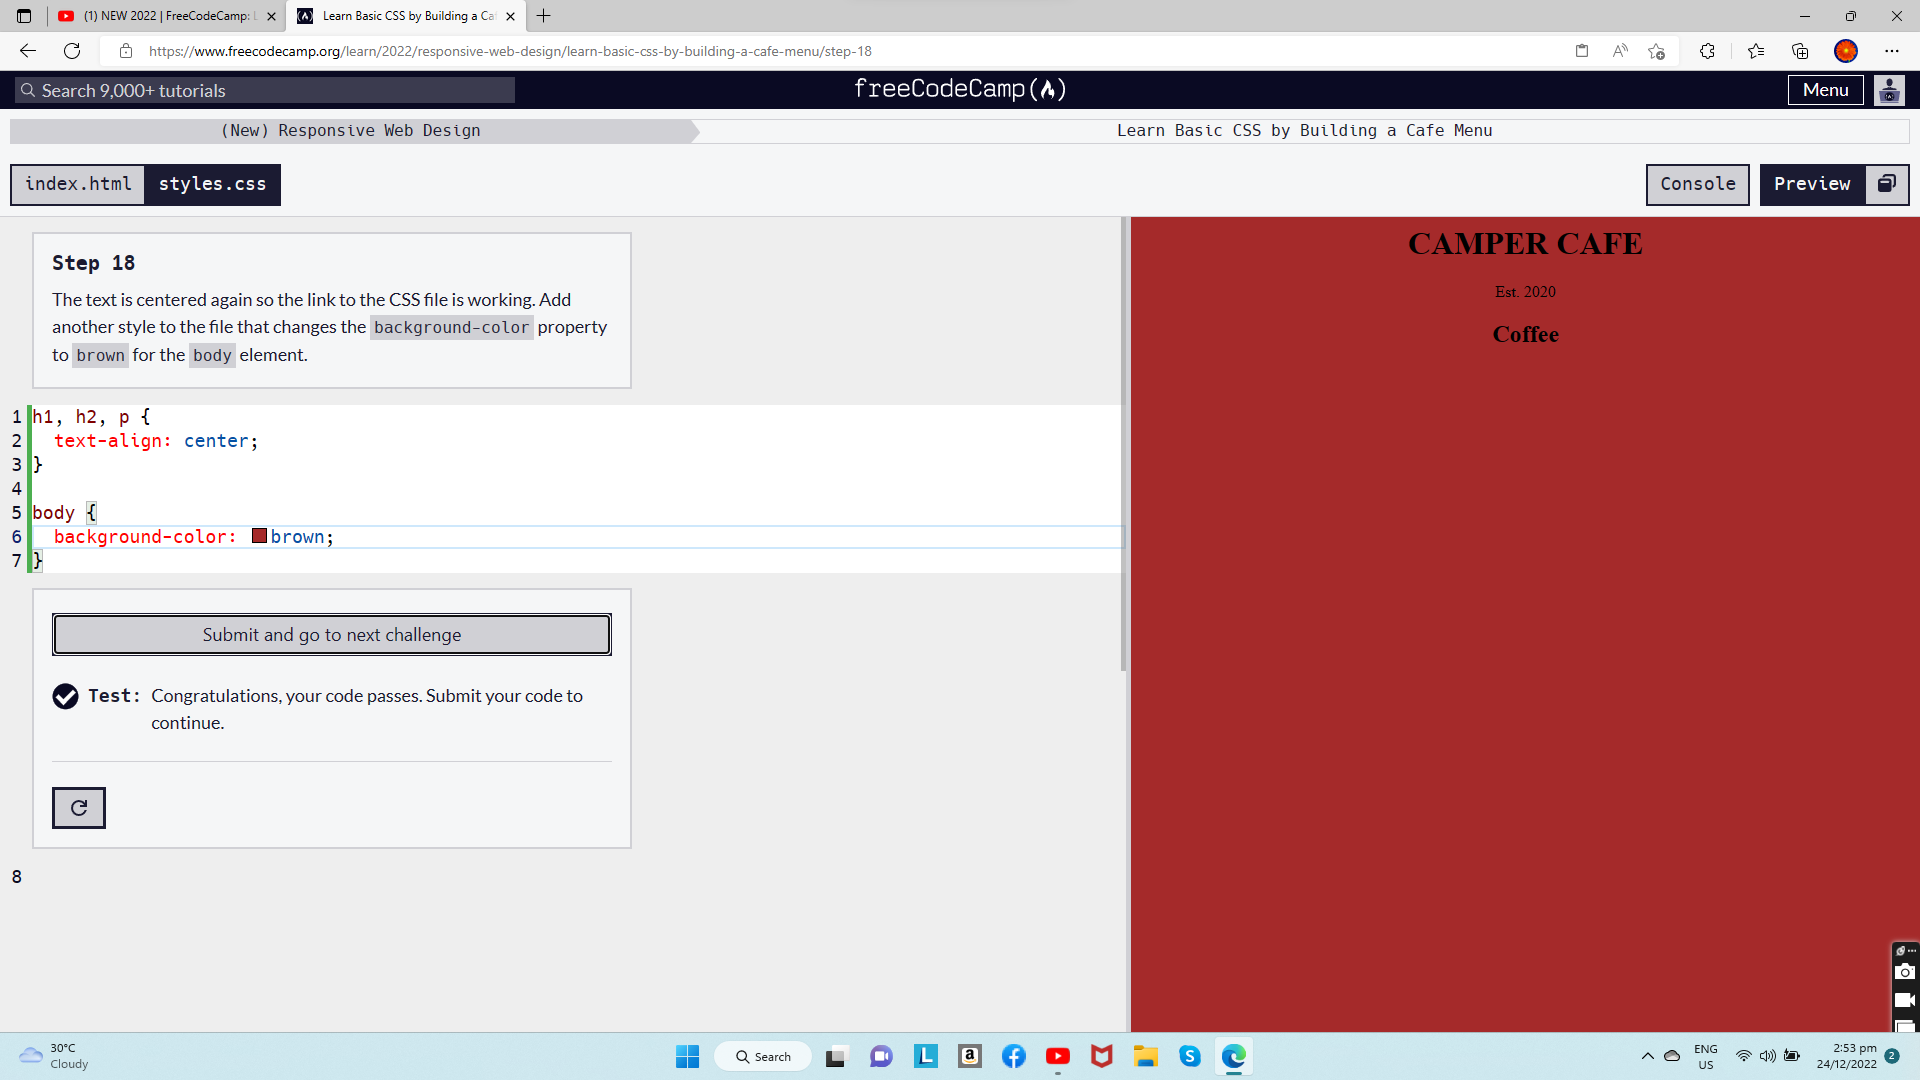 (1) NEW 2022 | FreeCodeCamp:
Learn Basic CSS by Building a Caf
https://www.freecodecamp.org/learn/2022/responsive-web-design/learn-basic-css-by-building-a-cafe-menu/step-18
Search 9,000+ tutorials
freeCodeCamp
Menu
(New) Responsive Web Design
Learn Basic CSS by Building a Cafe Menu
index.html
styles.css
Console
Preview
Step 18
The text is centered again so the link to the CSS file is working. Add
another style to the file that changes the background-color property
to brown for the body element.
1 h1, h2, p {
2 text-align: center;
3 }
4
5 body {
6 background-color: brown;
7 }
Submit and go to next challenge
Test: Congratulations, your code passes. Submit your code to
continue.
8
CAMPER CAFE
Est. 2020
Coffee
30°C
Cloudy
Search
ENG
US
2:53 pm
24/12/2022
2